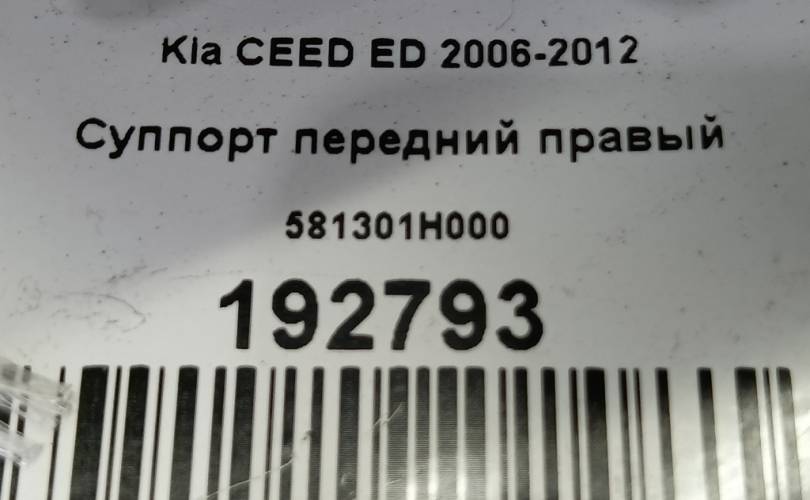 Kia CEED ED 2006-2012
Суппорт передний правый
581301H000
192793